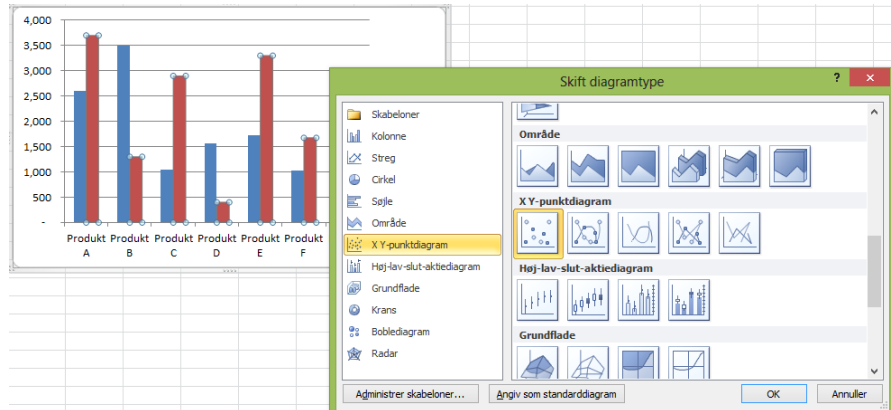 4,000
3,500
3,000
2,500
2,000
1,500
1,000
500
-
Produkt A
Produkt B
Produkt C
Produkt D
Produkt E
Produkt F
Skift diagramtype
?
x
Skabeloner
Kolonne
Streg
Cirkel
Søjle
Område
X Y-punktdiagram
Høj-lav-slut-aktiediagram
Grundflade
Krans
Boblediagram
Radar
Område
X Y-punktdiagram
Høj-lav-slut-aktiediagram
Grundflade
Administrer skabeloner...
Angiv som standarddiagram
OK
Annuller